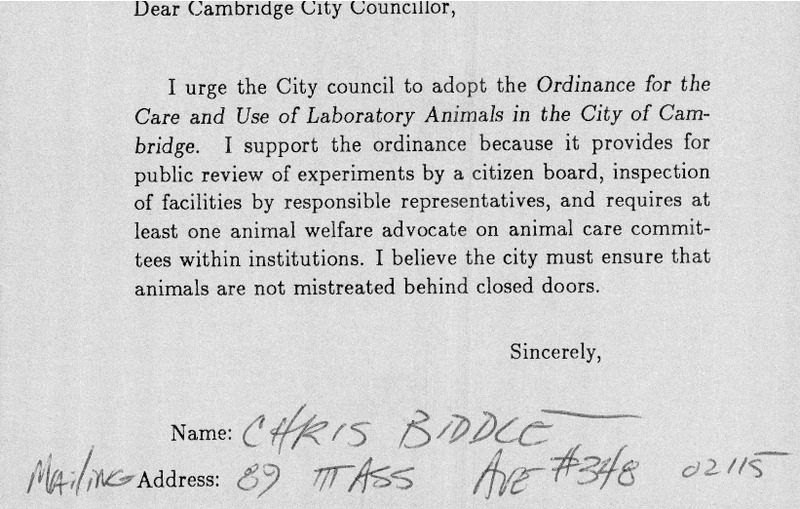 Dear Cambridge City Councillor,
I urge the City council to adopt the Ordinance for the
Care and Use of Laboratory Animals in the City of Cam-
bridge. I support the ordinance because it provides for
public review of experiments by a citizen board, inspection
of facilities by responsible representatives, and requires at
least one animal welfare advocate on animal care commit-
tees within institutions. I believe the city must ensure that
animals are not mistreated behind closed doors.
Sincerely,
Name: CHRIS BIDDLE
Mailing Address: 89 MASS AVE #348 02115